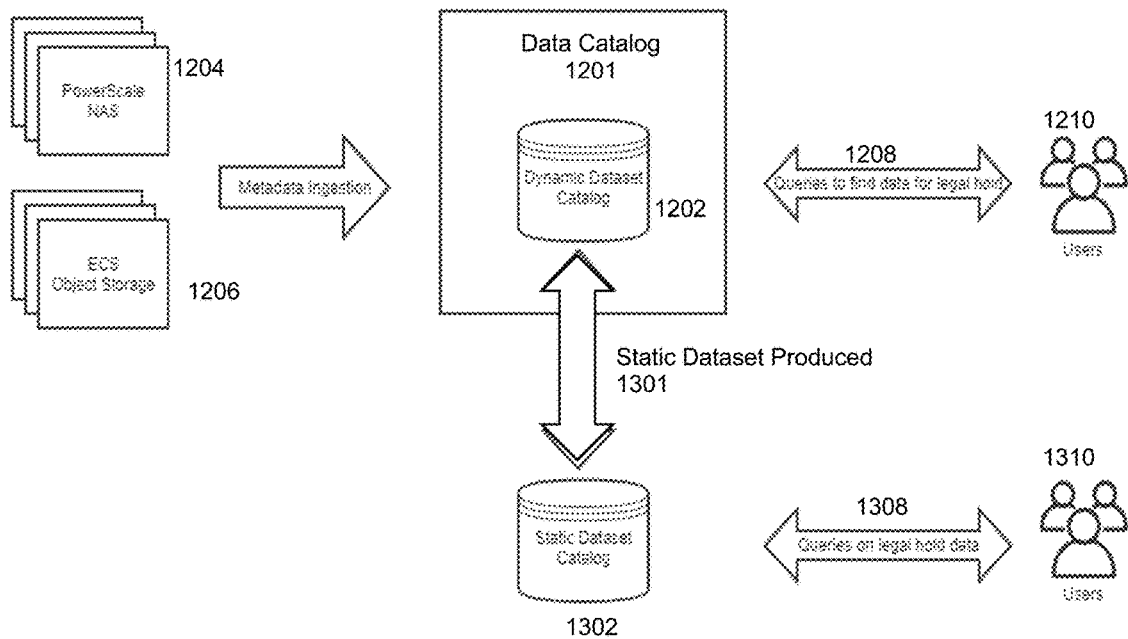 PowerScale
NAS
1204
ECS
Object Storage
1206
Metadata Ingestion
Data Catalog
1201
Dynamic Dataset
Catalog
1202
1208
Queries to find data for legal hold
1210
Users
Static Dataset Produced
1301
Static Dataset
Catalog
1302
1308
Queries on legal hold data
1310
Users